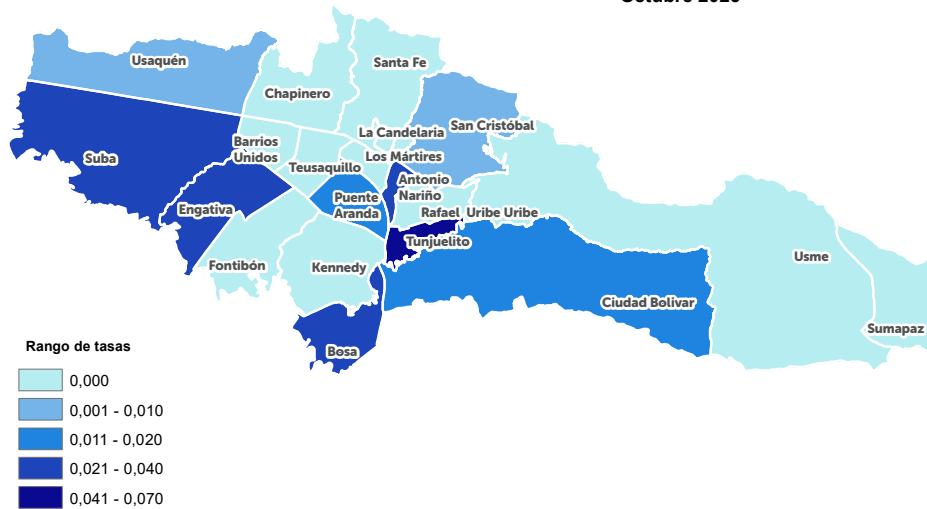 Octubre 2023
Usaquén
Santa Fe
Chapinero
La Candelaria
San Cristóbal
Barrios
Unidos
Suba
Teusaquillo
Los Mártires
Antonio
Nariño
Engativa
Puente
Aranda
Rafael Uribe Uribe
Tunjuelito
Fontibón
Kennedy
Usme
Ciudad Bolivar
Sumapaz
Bosa
Rango de tasas
0,000
0,001 - 0,010
0,011 - 0,020
0,021 - 0,040
0,041 - 0,070